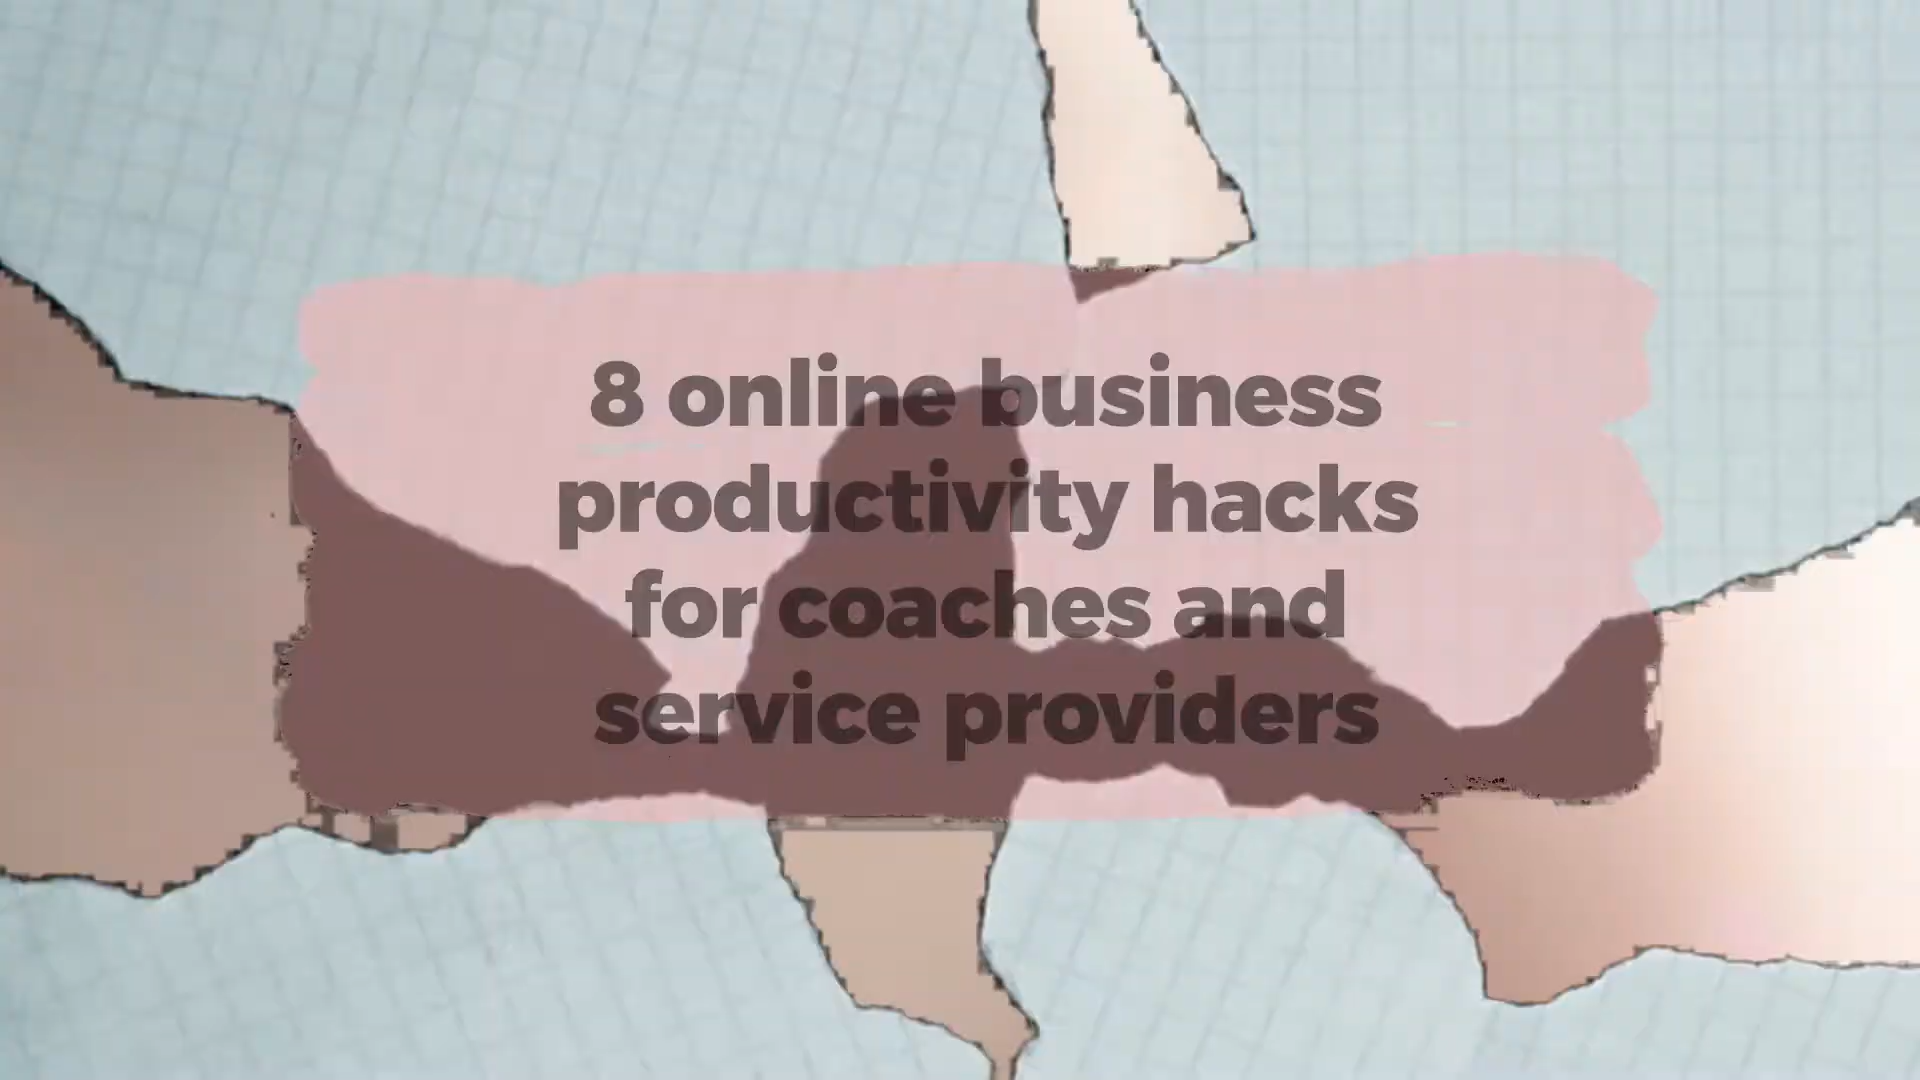 8 online business
productivity hacks
for coaches and
service providers